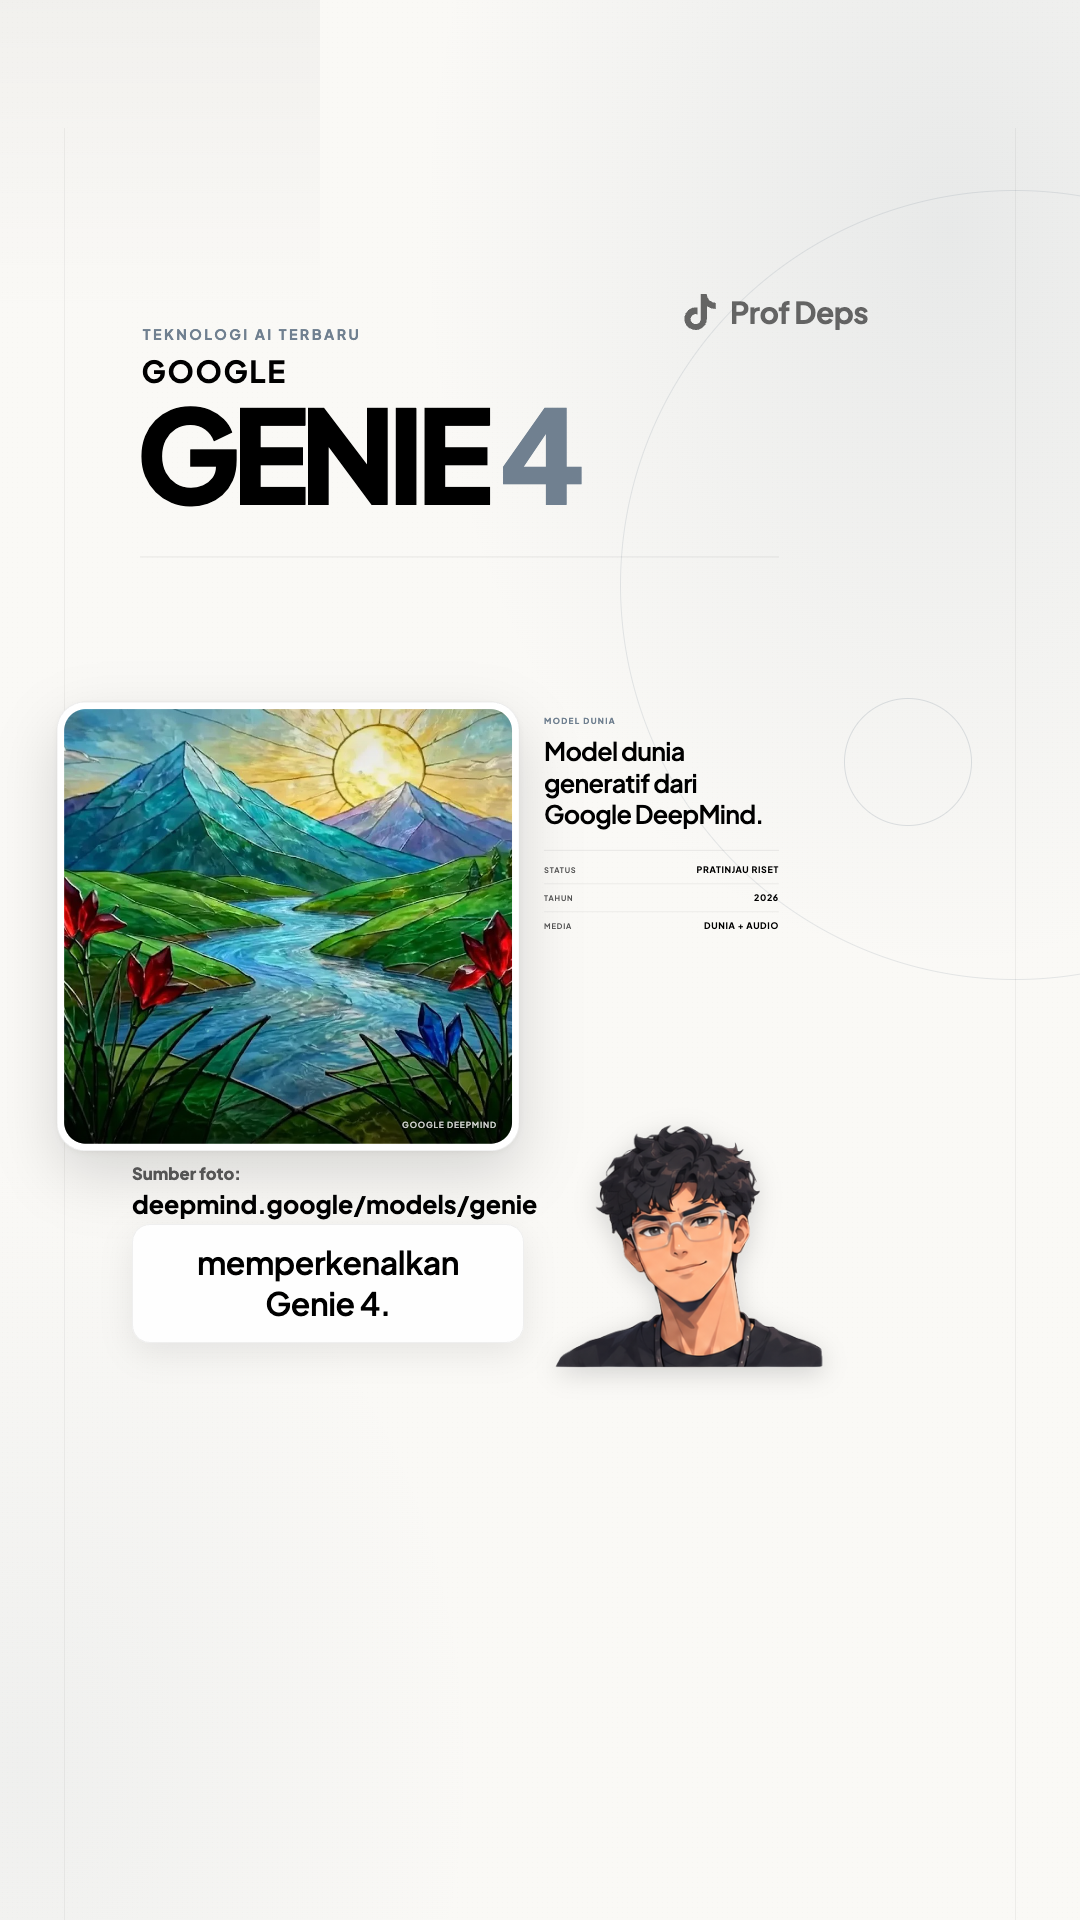 Prof Deps
TEKNOLOGI AI TERBARU
GOOGLE
GENIE 4
MODEL DUNIA
Model dunia
generatif dari
Google DeepMind.
STATUS PRATINJAU RISET
TAHUN 2026
MEDIA DUNIA + AUDIO
GOOGLE DEEPMIND
Sumber foto:
deepmind.google/models/genie
memperkenalkan
Genie 4.